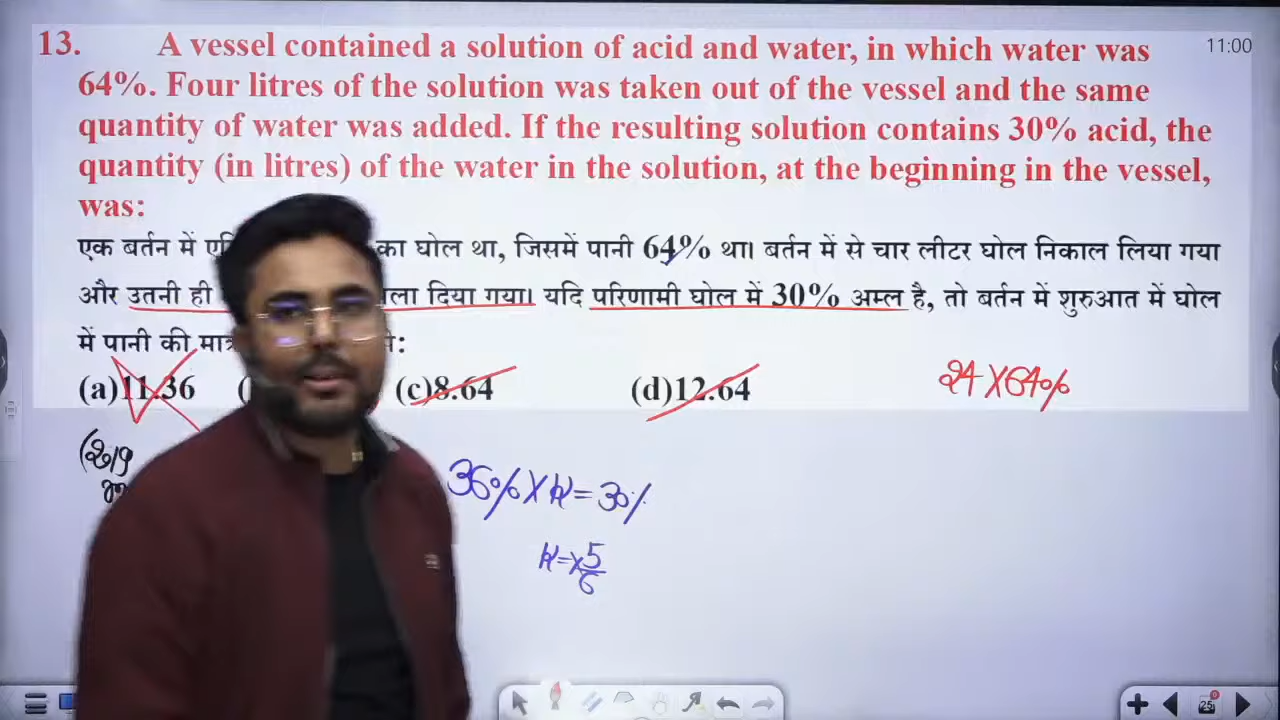 13. A vessel contained a solution of acid and water, in which water was
11:00
64%. Four litres of the solution was taken out of the vessel and the same
quantity of water was added. If the resulting solution contains 30% acid, the
quantity (in litres) of the water in the solution, at the beginning in the vessel,
was:
एक बर्तन में का घोल था, जिसमें पानी 64% था। बर्तन में से चार लीटर घोल निकाल लिया गया
और उतनी ही दिया गया। यदि परिणामी घोल में 30% अम्ल है, तो बर्तन में शुरुआत में घोल
में पानी की
(a)11.36 (c)8.64 (d)12.64
24 X 64%
36% X K = 30%
K = x 5/6
25